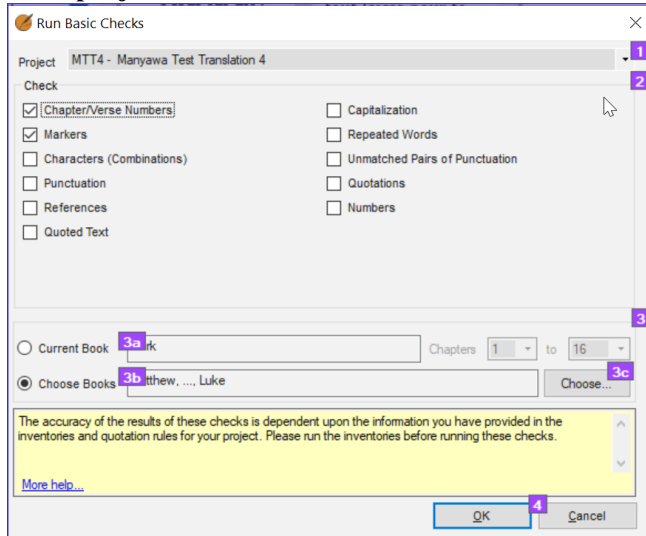 Run Basic Checks
Project MTT4 - Manyawa Test Translation 4 1
Check 2
Chapter/Verse Numbers Capitalization
Markers Repeated Words
Characters (Combinations) Unmatched Pairs of Punctuation
Punctuation Quotations
References Numbers
Quoted Text
3
Current Book 3a rk Chapters 1 to 16
Choose Books 3b tthew, ..., Luke Choose... 3c
The accuracy of the results of these checks is dependent upon the information you have provided in the
inventories and quotation rules for your project. Please run the inventories before running these checks.
More help...
OK 4 Cancel